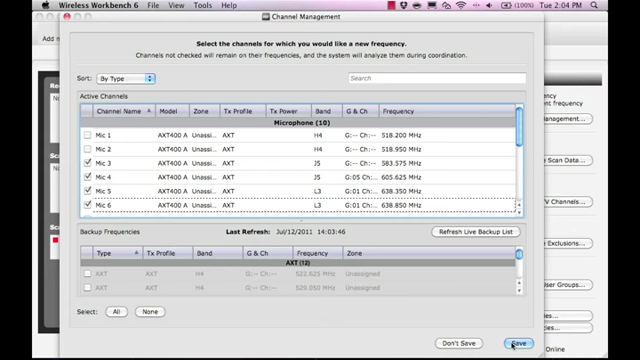 Wireless Workbench 6 File View Tools Help Tue 2:04 PM
Channel Management
Select the channels for which you would like a new frequency.
Channels not checked will remain on their frequencies, and the system will analyze them during coordination.
Add
Sort: By Type Search
Active Channels
Channel Name Model Zone Tx Profile Tx Power Band G & Ch Frequency
Microphone (10)
Mic 1 AXT400 A Unassi... AXT H4 G:-- Ch:-- 518.200 MHz
Mic 2 AXT400 A Unassi... AXT H4 G:-- Ch:-- 518.950 MHz
Mic 3 AXT400 A Unassi... AXT J5 G:-- Ch:-- 583.575 MHz
Mic 4 AXT400 A Unassi... AXT J5 G:05 Ch:... 605.625 MHz
Mic 5 AXT400 A Unassi... AXT L3 G:01 Ch:... 638.350 MHz
Mic 6 AXT400 A Unassi... AXT L3 G:01 Ch:... 638.850 MHz
Backup Frequencies Last Refresh: Jul/12/2011 14:03:46 Refresh Live Backup List
Type Tx Profile Band G & Ch Frequency Zone
AXT (12)
AXT AXT H4 G:-- Ch:-- 522.625 MHz Unassigned
AXT AXT H4 G:-- Ch:-- 529.050 MHz Unassigned
Select: All None
Don't Save Save
Online